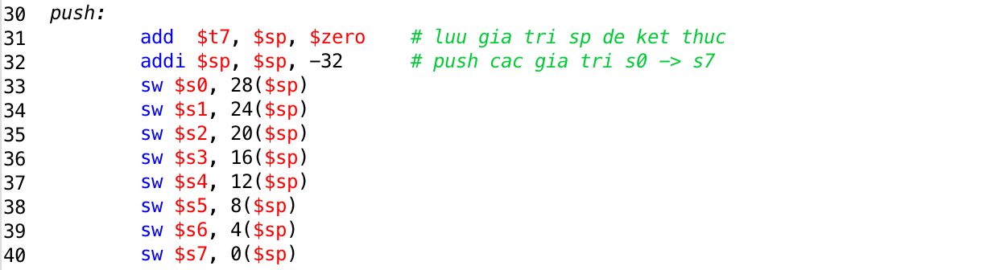 30 push:
31 add $t7, $sp, $zero # luu gia tri sp de ket thuc
32 addi $sp, $sp, -32 # push cac gia tri s0 -> s7
33 sw $s0, 28($sp)
34 sw $s1, 24($sp)
35 sw $s2, 20($sp)
36 sw $s3, 16($sp)
37 sw $s4, 12($sp)
38 sw $s5, 8($sp)
39 sw $s6, 4($sp)
40 sw $s7, 0($sp)